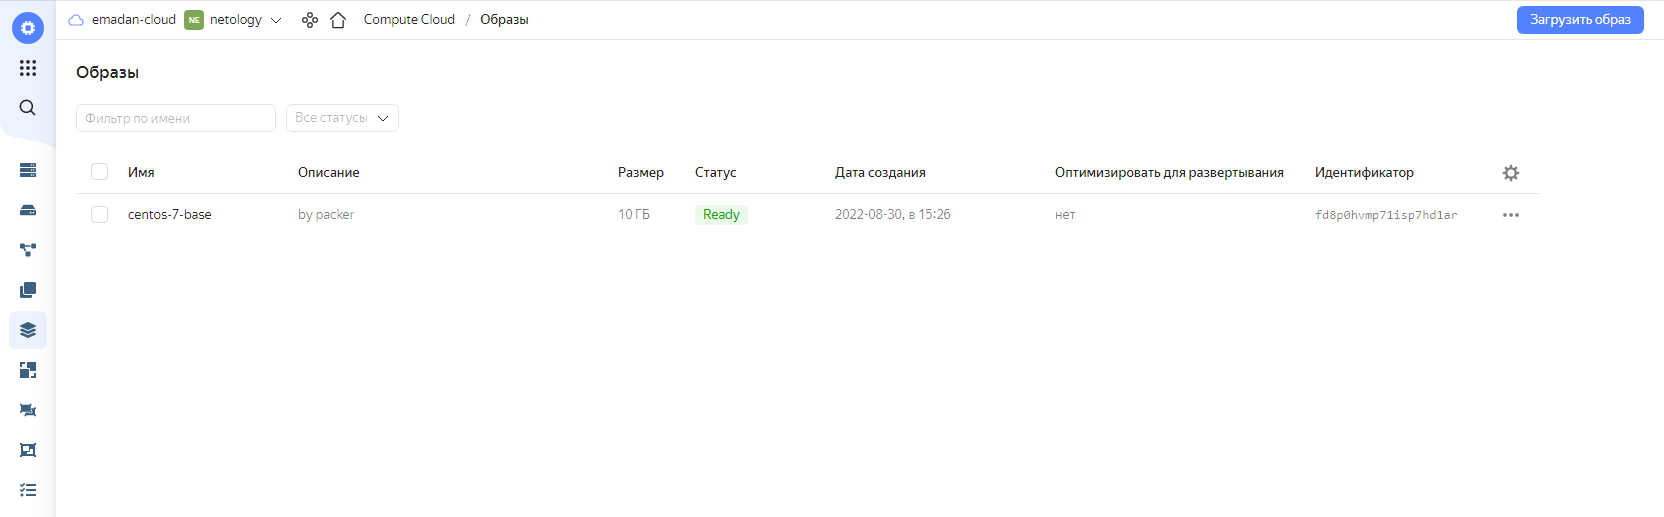 emadan-cloud NE netology Compute Cloud / Образы Загрузить образ
Образы
Фильтр по имени Все статусы
Имя Описание Размер Статус Дата создания Оптимизировать для развертывания Идентификатор
centos-7-base by packer 10 ГБ Ready 2022-08-30, в 15:26 нет fd8p0hvmp71isp7hd1ar